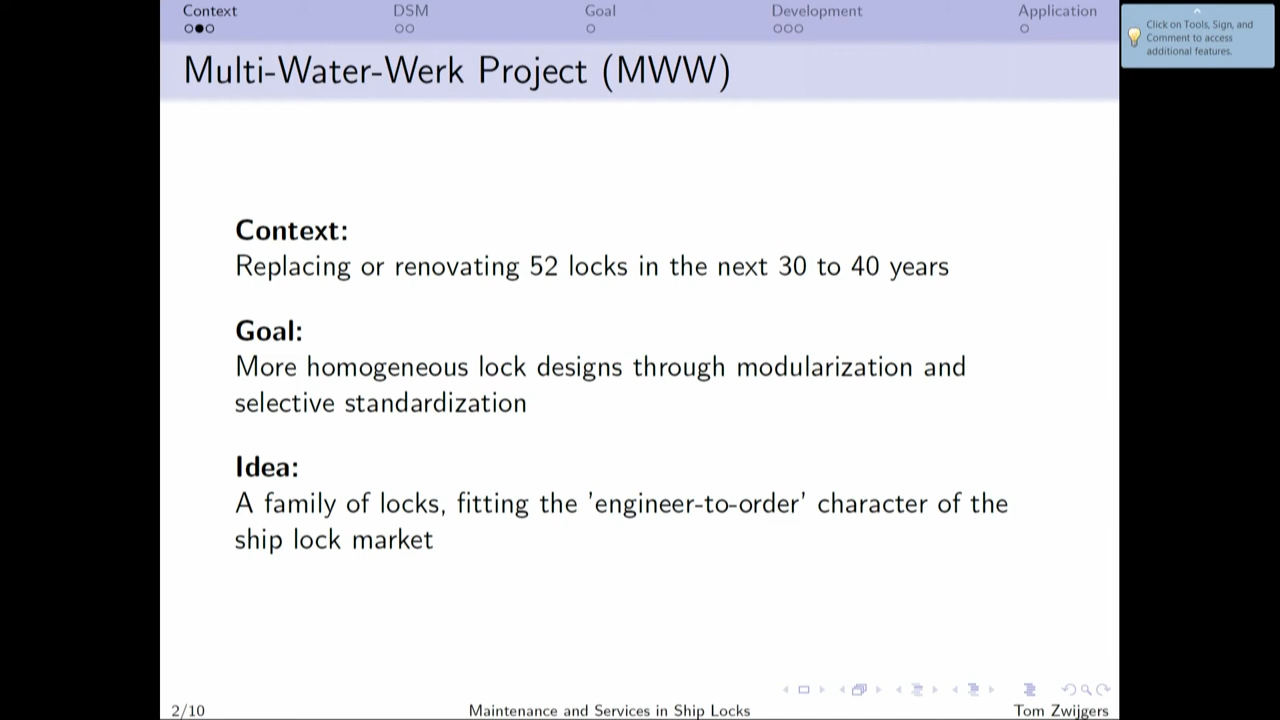 Context DSM Goal Development Application
Multi-Water-Werk Project (MWW)
Click on Tools, Sign, and
Comment to access
additional features.
Context:
Replacing or renovating 52 locks in the next 30 to 40 years
Goal:
More homogeneous lock designs through modularization and
selective standardization
Idea:
A family of locks, fitting the 'engineer-to-order' character of the
ship lock market
2/10 Maintenance and Services in Ship Locks Tom Zwijgers